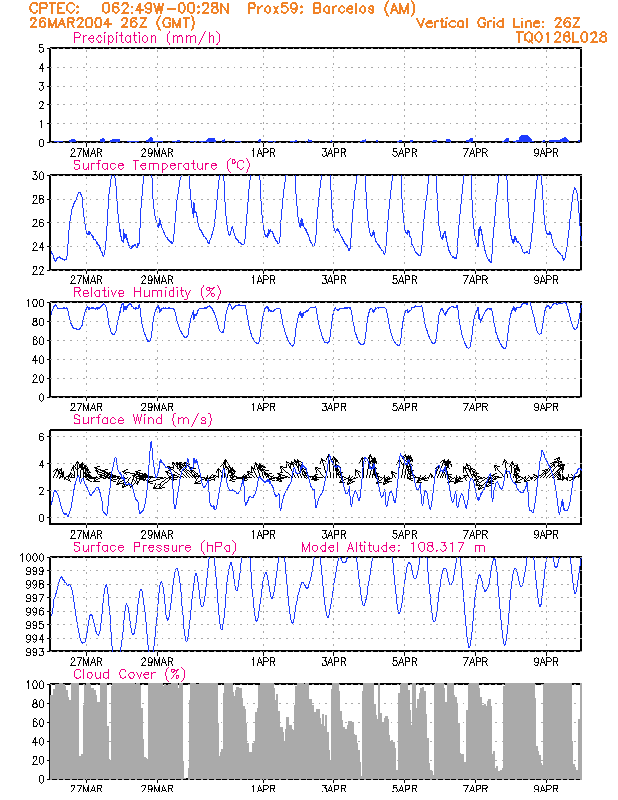 CPTEC: 062:49W-00:28N Prox59: Barcelos (AM)
26MAR2004 26Z (GMT) Vertical Grid Line: 26Z
Precipitation (mm/h) TQ0126L028
5
4
3
2
1
0
27MAR 29MAR 1APR 3APR 5APR 7APR 9APR
Surface Temperature (°C)
30
28
26
24
22
27MAR 29MAR 1APR 3APR 5APR 7APR 9APR
Relative Humidity (%)
100
80
60
40
20
0
27MAR 29MAR 1APR 3APR 5APR 7APR 9APR
Surface Wind (m/s)
6
4
2
0
27MAR 29MAR 1APR 3APR 5APR 7APR 9APR
Surface Pressure (hPa) Model Altitude: 108.317 m
1000
999
998
997
996
995
994
993
27MAR 29MAR 1APR 3APR 5APR 7APR 9APR
Cloud Cover (%)
100
80
60
40
20
0
27MAR 29MAR 1APR 3APR 5APR 7APR 9APR